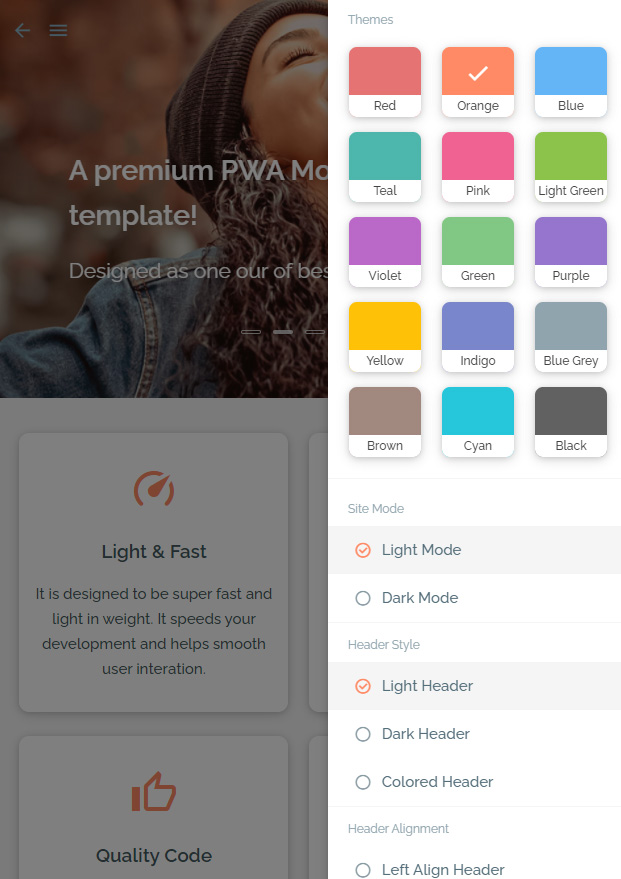 A premium PWA Mo
template!
Designed as one our of bes
Light & Fast
It is designed to be super fast and
light in weight. It speeds your
development and helps smooth
user interation.
Quality Code
Themes
Red
Orange
Blue
Teal
Pink
Light Green
Violet
Green
Purple
Yellow
Indigo
Blue Grey
Brown
Cyan
Black
Site Mode
Light Mode
Dark Mode
Header Style
Light Header
Dark Header
Colored Header
Header Alignment
Left Align Header